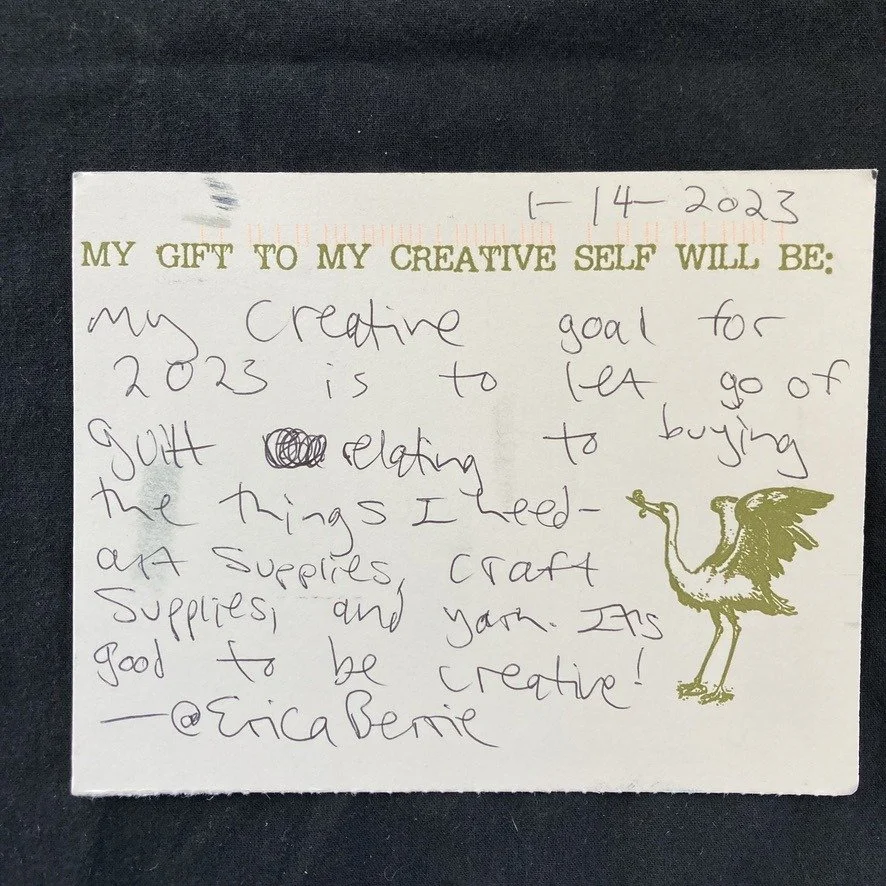 1-14-2023
MY GIFT TO MY CREATIVE SELF WILL BE:
My creative goal for
2023 is to let go of
guilt relating to buying
the things I need-
art supplies, craft
supplies, and yarn. It's
good to be creative!
—@EricaBerrie